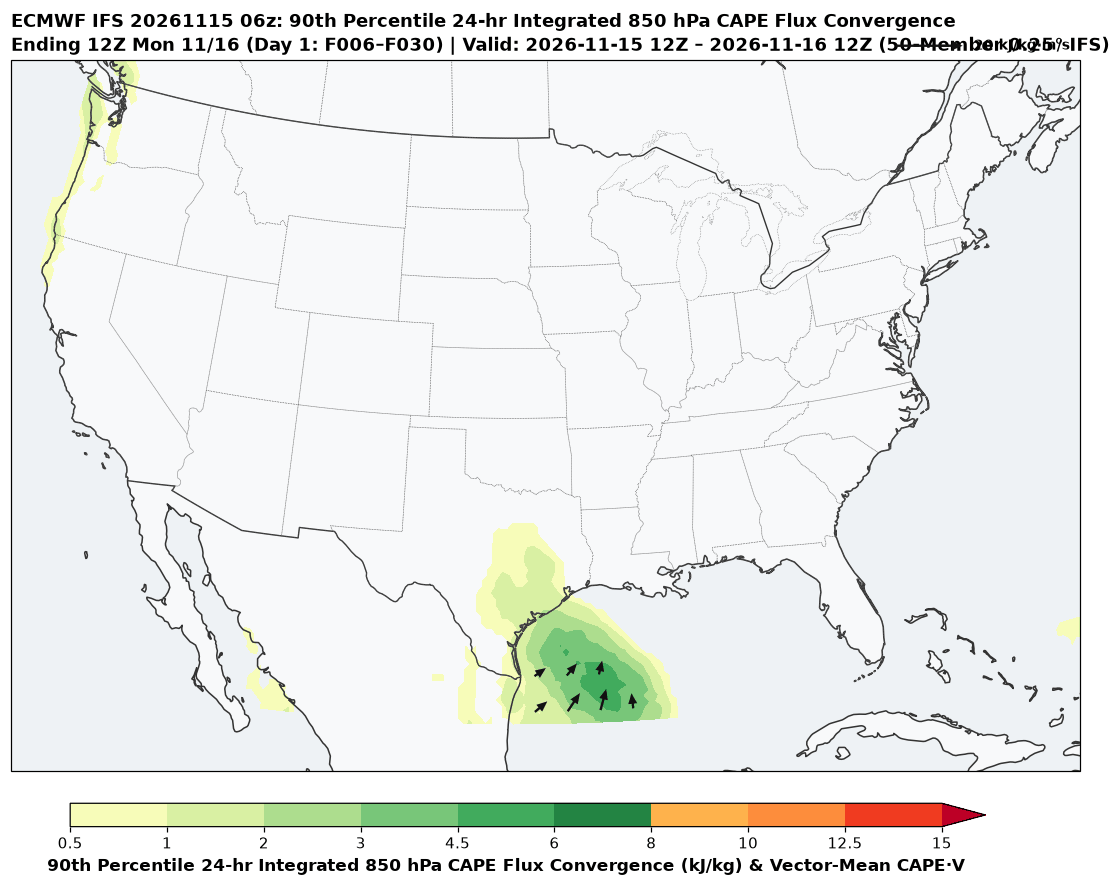 ECMWF IFS 20261115 06z: 90th Percentile 24-hr Integrated 850 hPa CAPE Flux Convergence
Ending 12Z Mon 11/16 (Day 1: F006–F030) | Valid: 2026-11-15 12Z – 2026-11-16 12Z (50-Member 0.25° IFS)
0.5 1 2 3 4.5 6 8 10 12.5 15
90th Percentile 24-hr Integrated 850 hPa CAPE Flux Convergence (kJ/kg) & Vector-Mean CAPE·V